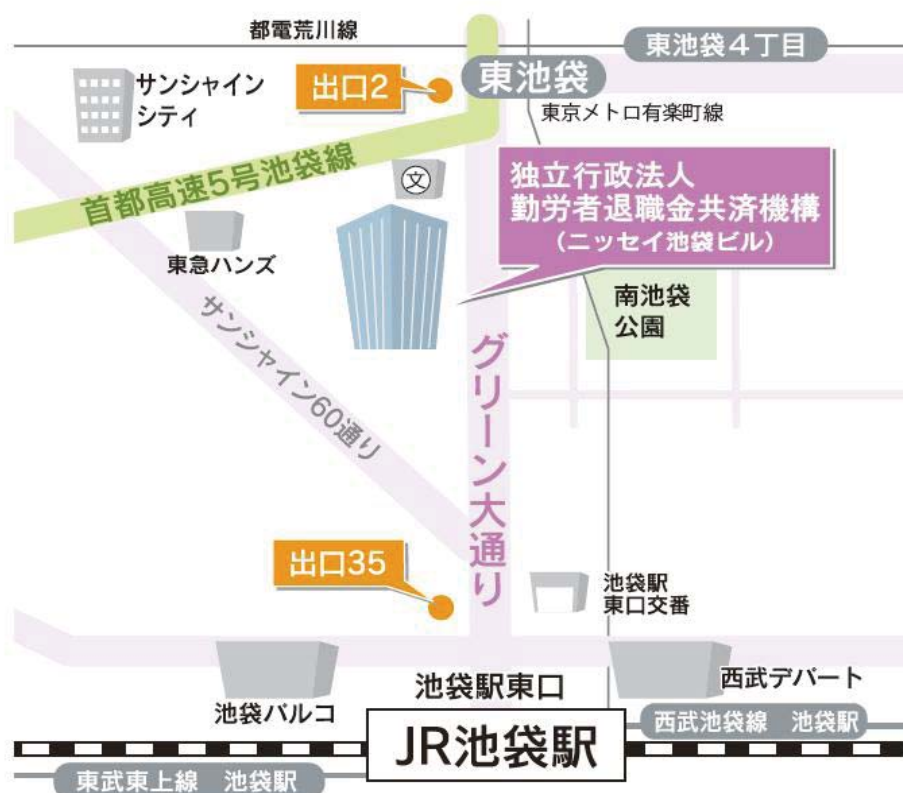 都電荒川線
東池袋4丁目
サンシャイン
シティ
出口2
東池袋
東京メトロ有楽町線
首都高速5号池袋線
文
独立行政法人
勤労者退職金共済機構
(ニッセイ池袋ビル)
東急ハンズ
南池袋
公園
サンシャイン60通り
グリーン大通り
出口35
池袋駅
東口交番
池袋パルコ
池袋駅東口
西武デパート
西武池袋線 池袋駅
JR池袋駅
東武東上線 池袋駅